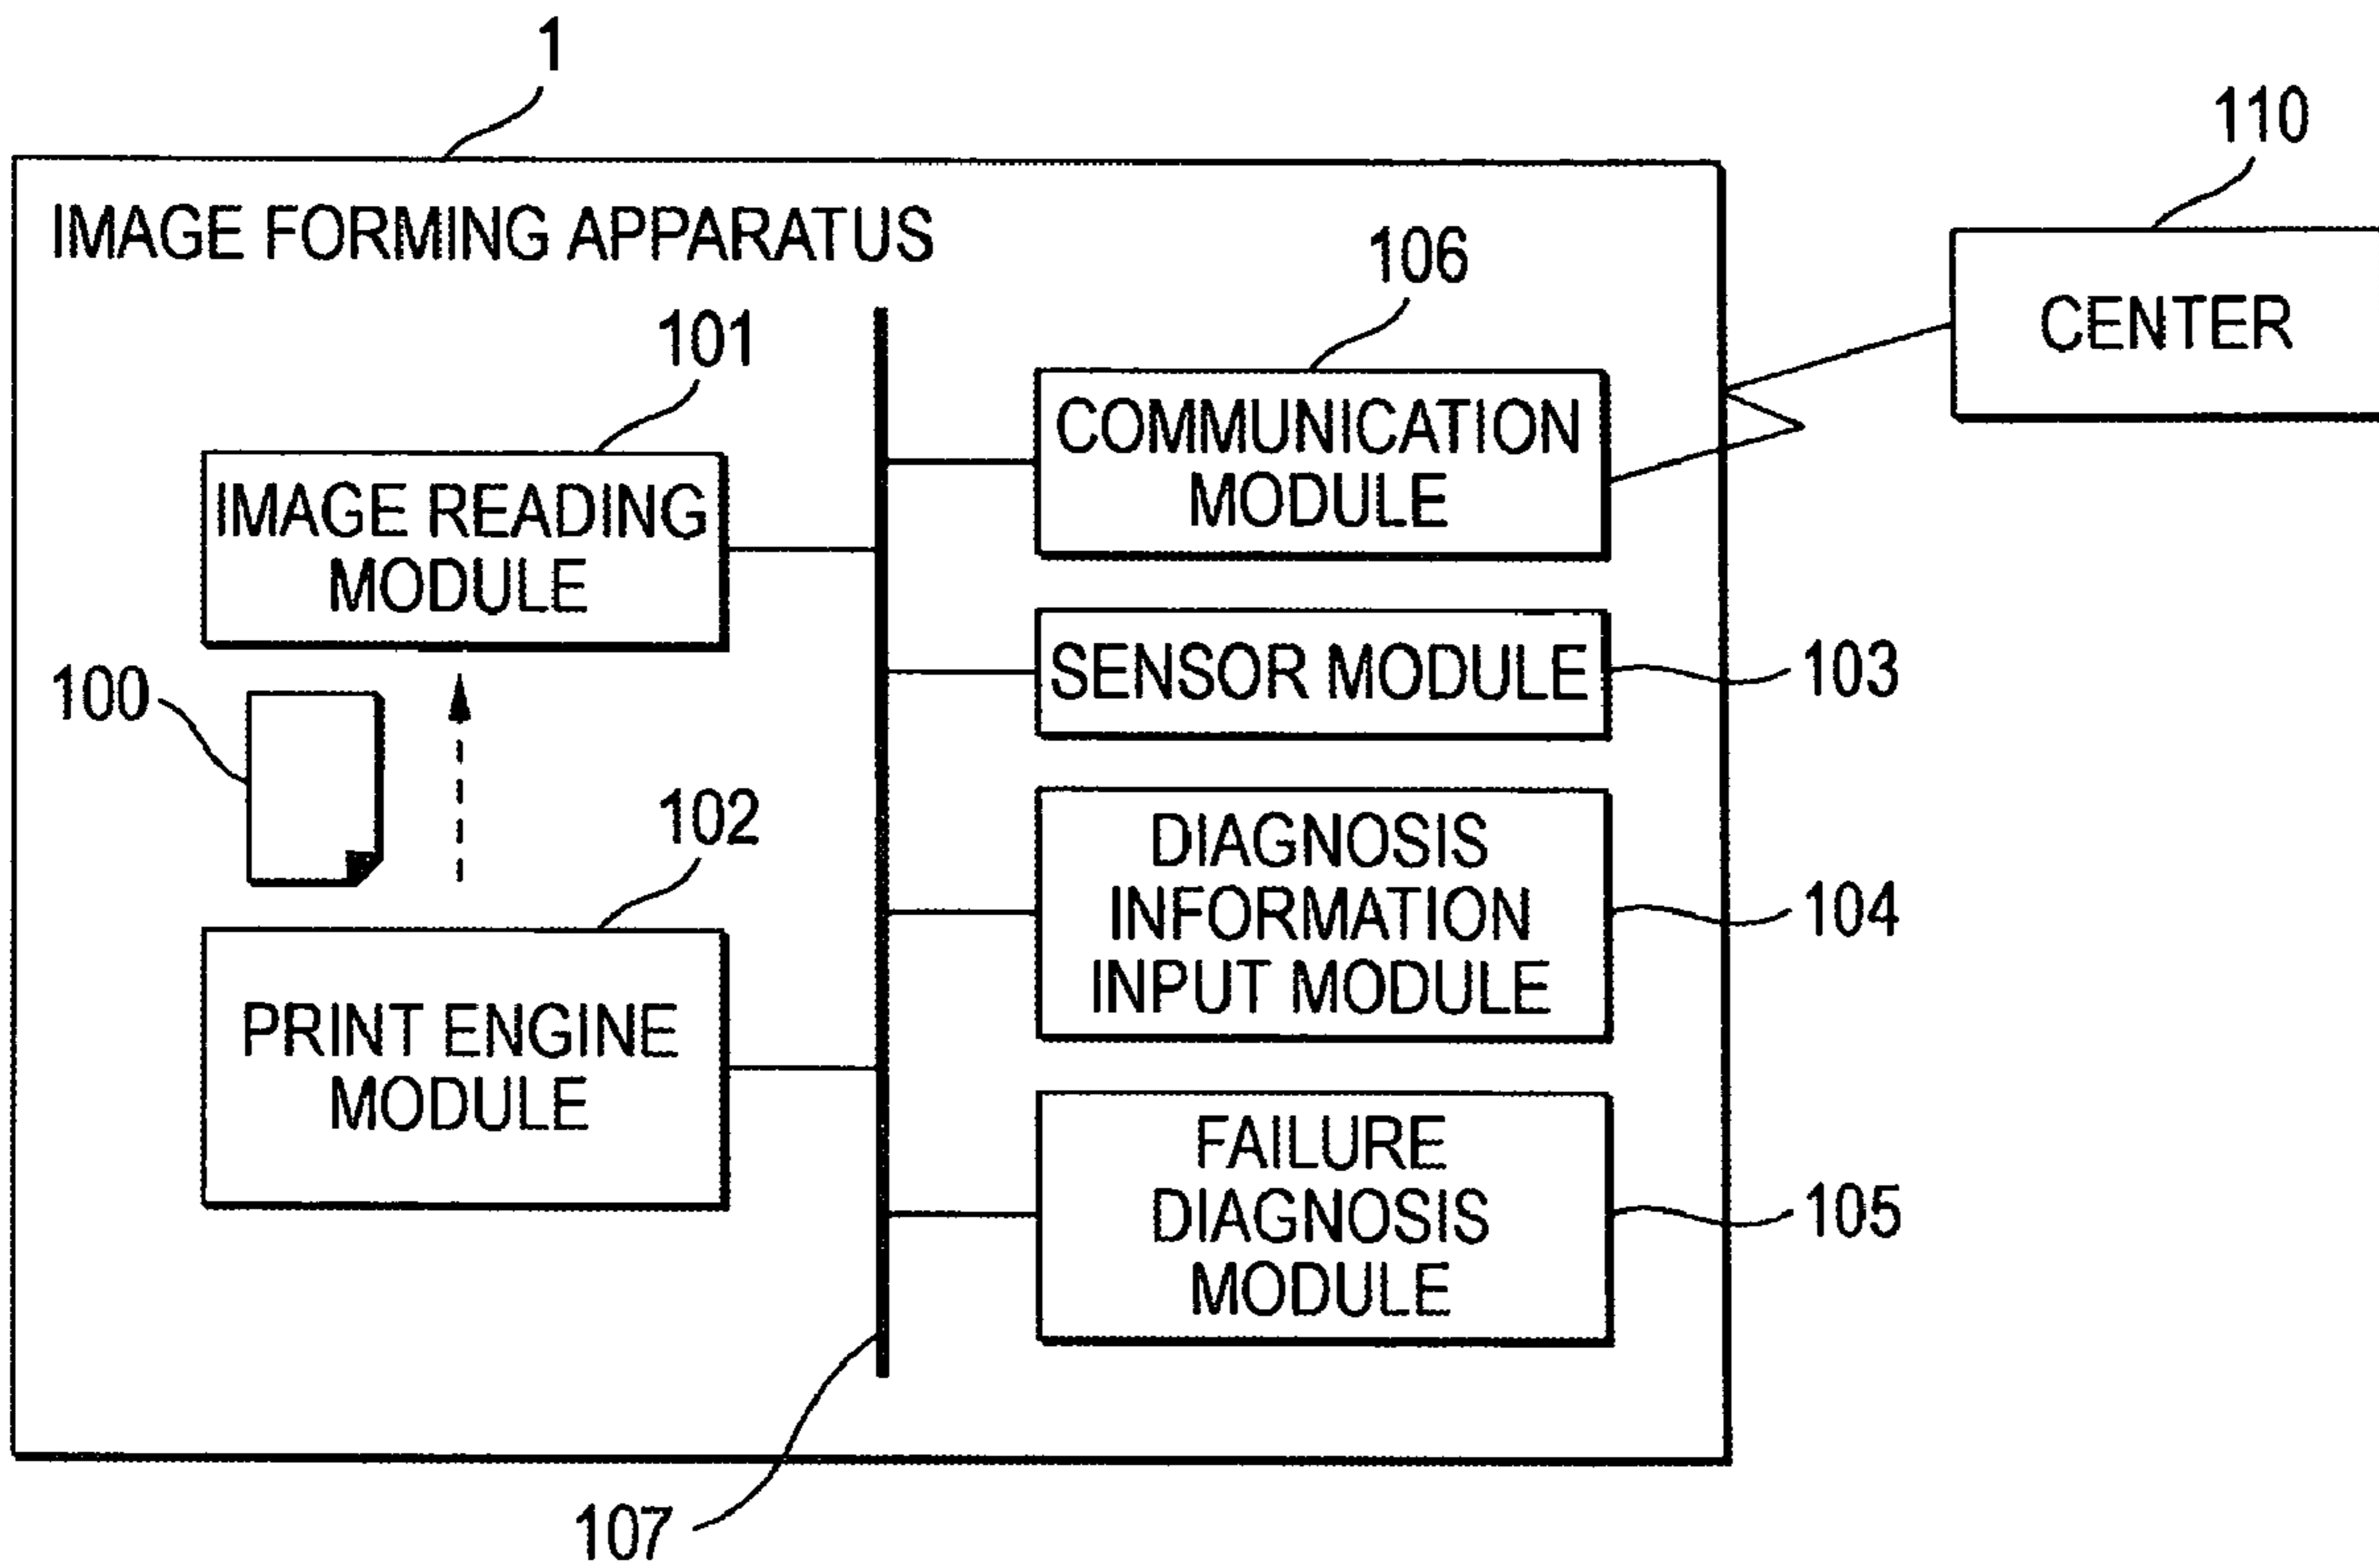 1
110
IMAGE FORMING APPARATUS
106
101
CENTER
COMMUNICATION
MODULE
IMAGE READING
MODULE
SENSOR MODULE
103
100
102
DIAGNOSIS
INFORMATION
INPUT MODULE
104
PRINT ENGINE
MODULE
FAILURE
DIAGNOSIS
MODULE
105
107